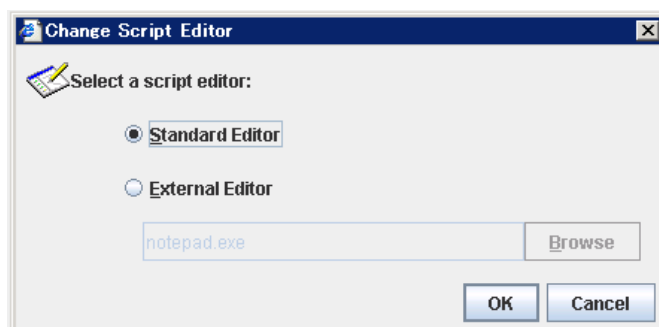 Change Script Editor
Select a script editor:
Standard Editor
External Editor
notepad.exe
Browse
OK
Cancel